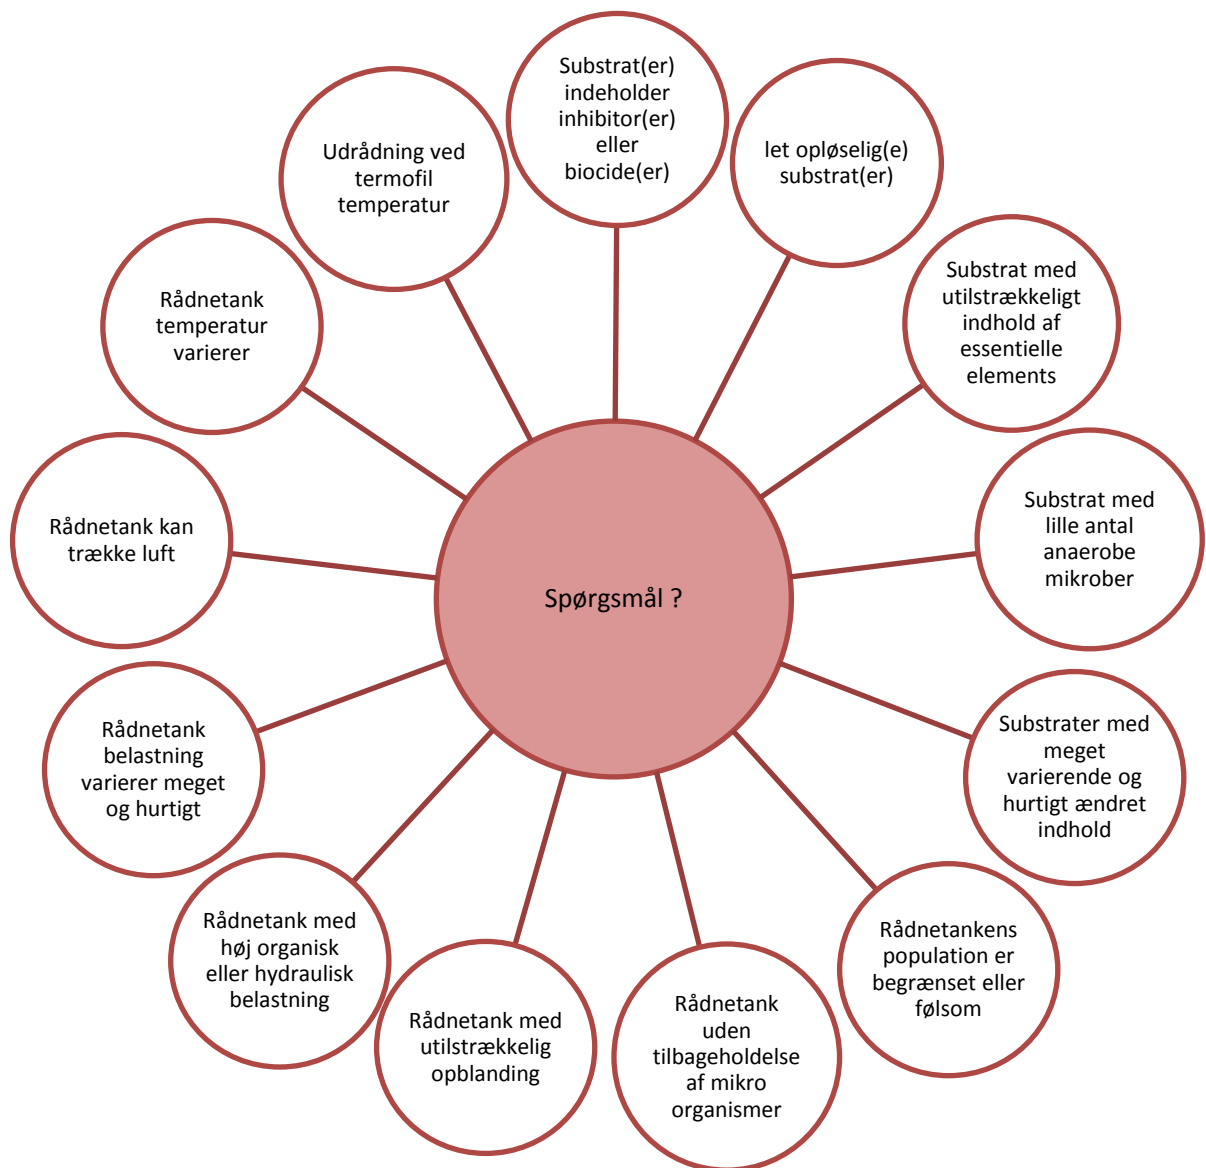 Substrat(er)
indeholder
inhibitor(er)
eller
biocide(er)
let opløselig(e)
substrat(er)
Substrat med
utilstrækkeligt
indhold af
essentielle
elements
Substrat med
lille antal
anaerobe
mikrober
Substrater med
meget
varierende og
hurtigt ændret
indhold
Rådnetankens
population er
begrænset eller
følsom
Rådnetank
uden
tilbageholdelse
af mikro
organismer
Rådnetank med
utilstrækkelig
opblanding
Rådnetank med
høj organisk
eller hydraulisk
belastning
Rådnetank
belastning
varierer meget
og hurtigt
Rådnetank kan
trække luft
Rådnetank
temperatur
varierer
Udrådning ved
termofil
temperatur
Spørgsmål ?